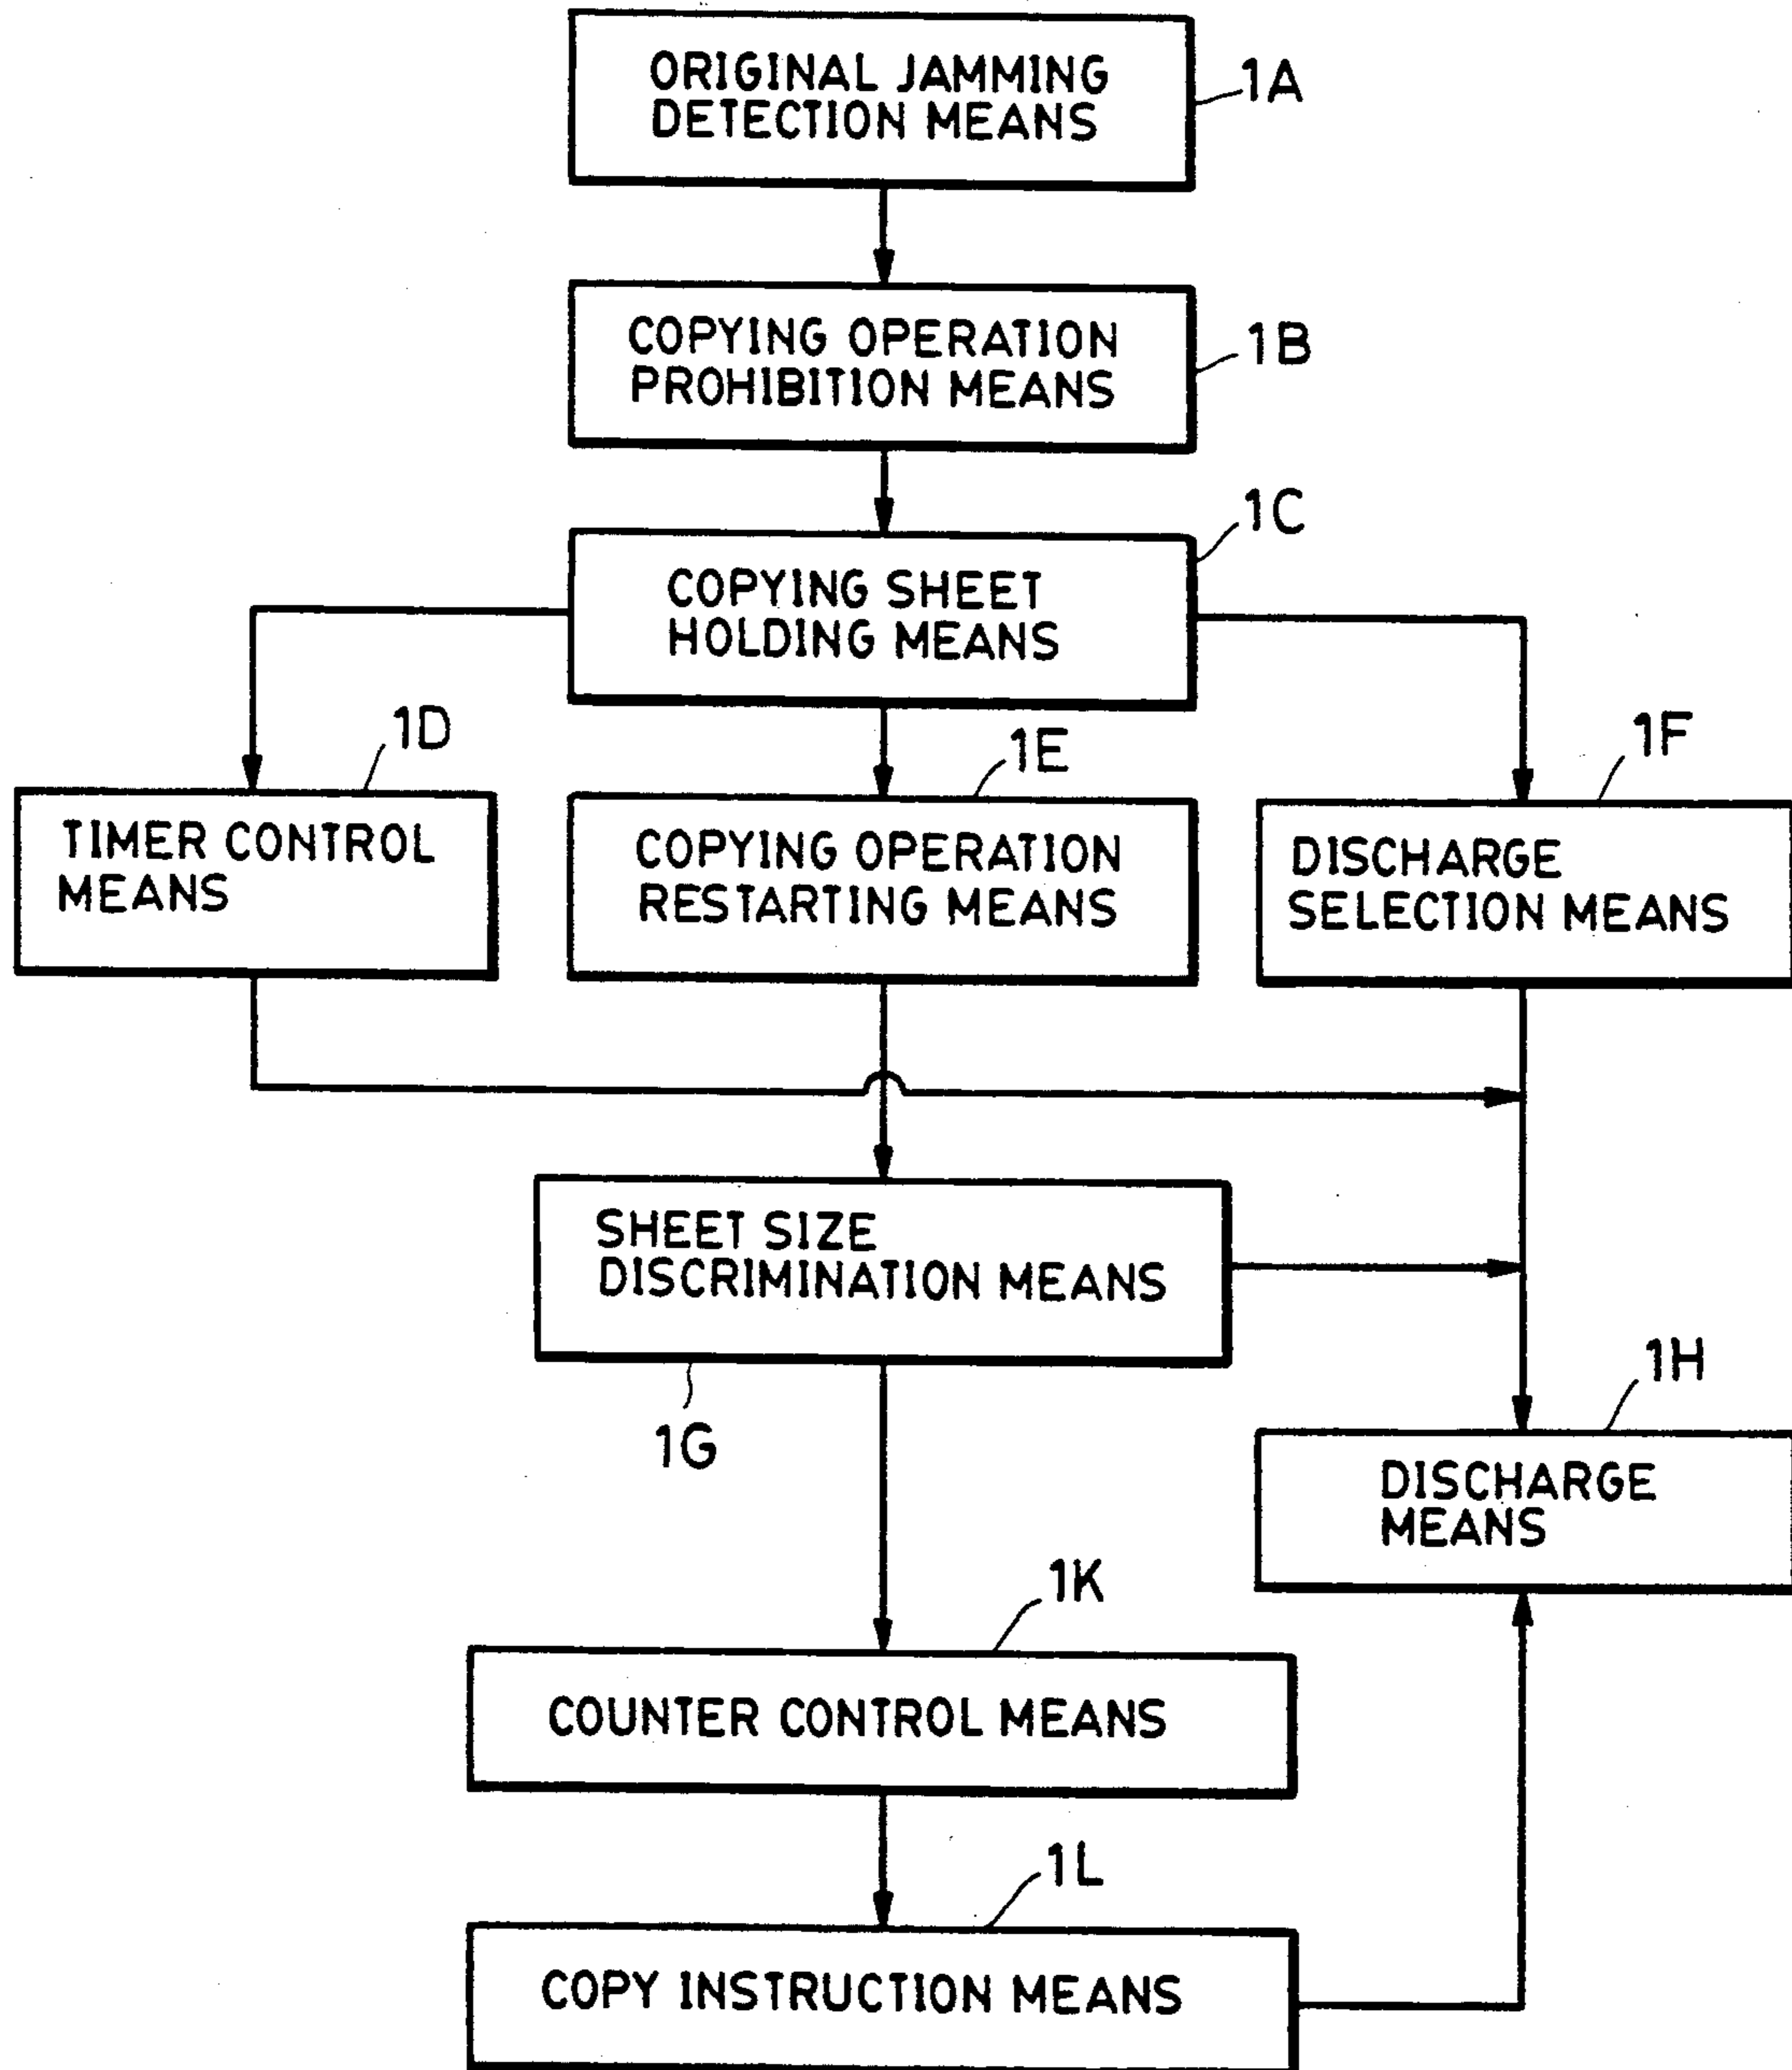 ORIGINAL JAMMING
DETECTION MEANS
1A
COPYING OPERATION
PROHIBITION MEANS
1B
COPYING SHEET
HOLDING MEANS
1C
TIMER CONTROL
MEANS
1D
COPYING OPERATION
RESTARTING MEANS
1E
DISCHARGE
SELECTION MEANS
1F
SHEET SIZE
DISCRIMINATION MEANS
1G
DISCHARGE
MEANS
1H
COUNTER CONTROL MEANS
1K
COPY INSTRUCTION MEANS
1L